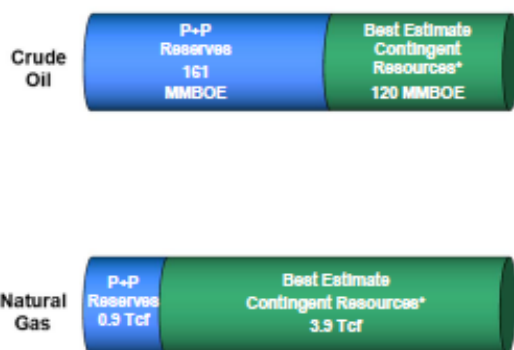 Crude
Oil
P+P
Reserves
161
MMBOE
Best Estimate
Contingent
Resources*
120 MMBOE
Natural
Gas
P+P
Reserves
0.9 Tcf
Best Estimate
Contingent Resources*
3.9 Tcf